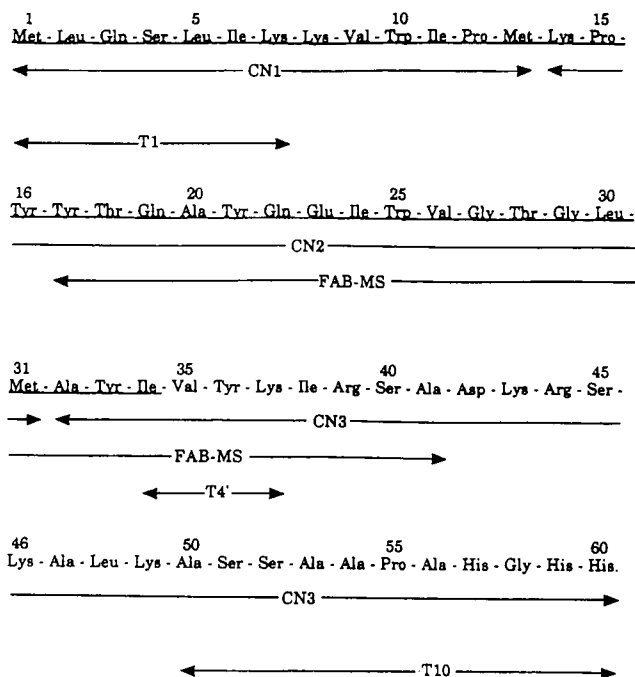 1 5 10 15
Met - Leu - Gln - Ser - Leu - Ile - Lys - Lys - Val - Trp - Ile - Pro - Met - Lys - Pro -
CN1
T1
16 20 25 30
Tyr - Tyr - Thr - Gln - Ala - Tyr - Gln - Glu - Ile - Trp - Val - Gly - Thr - Gly - Leu -
CN2
FAB-MS
31 35 40 45
Met - Ala - Tyr - Ile - Val - Tyr - Lys - Ile - Arg - Ser - Ala - Asp - Lys - Arg - Ser -
CN3
FAB-MS
T4'
46 50 55 60
Lys - Ala - Leu - Lys - Ala - Ser - Ser - Ala - Ala - Pro - Ala - His - Gly - His - His.
CN3
T10